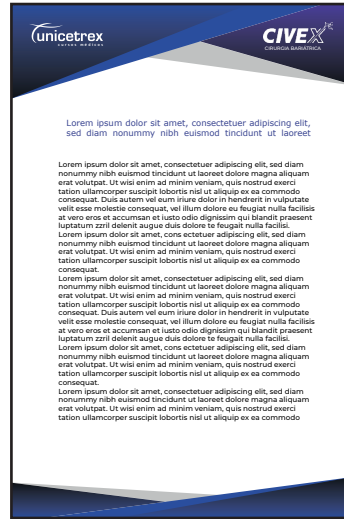 unicetrex
cursos médicos
CIVEX
CIRURGIA BARIÁTRICA
Lorem ipsum dolor sit amet, consectetuer adipiscing elit,
sed diam nonummy nibh euismod tincidunt ut laoreet
Lorem ipsum dolor sit amet, consectetuer adipiscing elit, sed diam
nonummy nibh euismod tincidunt ut laoreet dolore magna aliquam
erat volutpat. Ut wisi enim ad minim veniam, quis nostrud exerci
tation ullamcorper suscipit lobortis nisl ut aliquip ex ea commodo
consequat. Duis autem vel eum iriure dolor in hendrerit in vulputate
velit esse molestie consequat, vel illum dolore eu feugiat nulla facilisis
at vero eros et accumsan et iusto odio dignissim qui blandit praesent
luptatum zzril delenit augue duis dolore te feugait nulla facilisi.
Lorem ipsum dolor sit amet, cons ectetuer adipiscing elit, sed diam
nonummy nibh euismod tincidunt ut laoreet dolore magna aliquam
erat volutpat. Ut wisi enim ad minim veniam, quis nostrud exerci
tation ullamcorper suscipit lobortis nisl ut aliquip ex ea commodo
consequat.
Lorem ipsum dolor sit amet, consectetuer adipiscing elit, sed diam
nonummy nibh euismod tincidunt ut laoreet dolore magna aliquam
erat volutpat. Ut wisi enim ad minim veniam, quis nostrud exerci
tation ullamcorper suscipit lobortis nisl ut aliquip ex ea commodo
consequat. Duis autem vel eum iriure dolor in hendrerit in vulputate
velit esse molestie consequat, vel illum dolore eu feugiat nulla facilisis
at vero eros et accumsan et iusto odio dignissim qui blandit praesent
luptatum zzril delenit augue duis dolore te feugait nulla facilisi.
Lorem ipsum dolor sit amet, cons ectetuer adipiscing elit, sed diam
nonummy nibh euismod tincidunt ut laoreet dolore magna aliquam
erat volutpat. Ut wisi enim ad minim veniam, quis nostrud exerci
tation ullamcorper suscipit lobortis nisl ut aliquip ex ea commodo
consequat.
Lorem ipsum dolor sit amet, consectetuer adipiscing elit, sed diam
nonummy nibh euismod tincidunt ut laoreet dolore magna aliquam
erat volutpat. Ut wisi enim ad minim veniam, quis nostrud exerci
tation ullamcorper suscipit lobortis nisl ut aliquip ex ea commodo